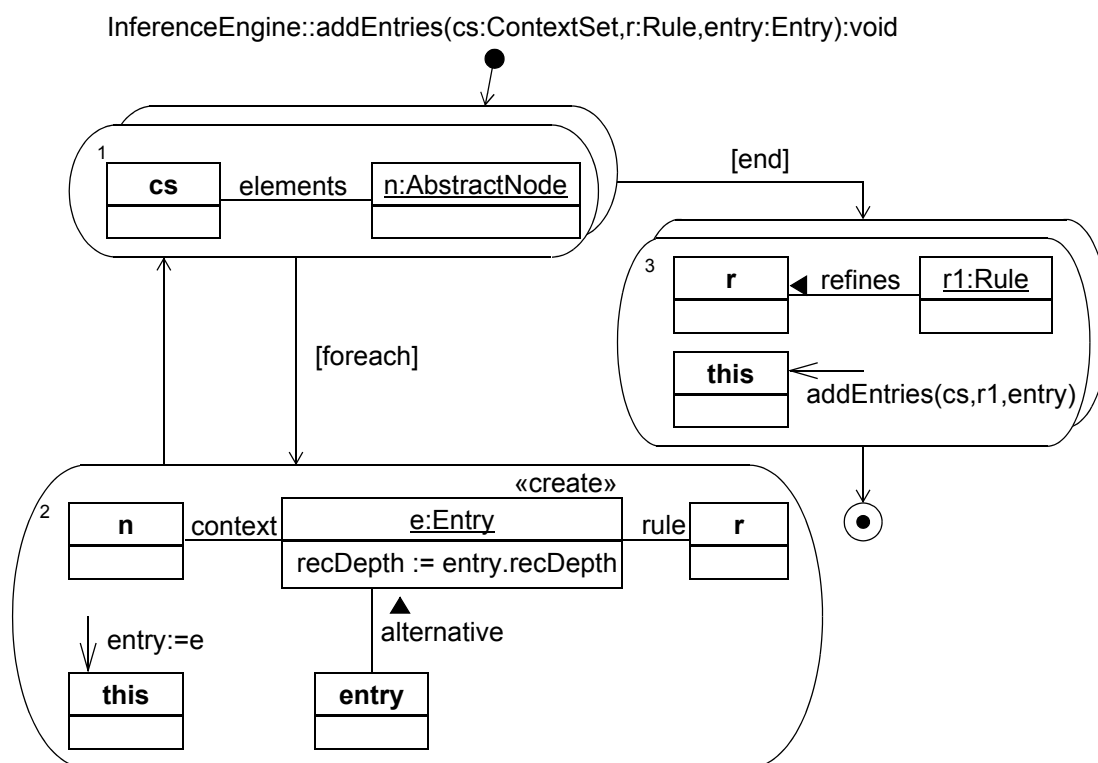 InferenceEngine::addEntries(cs:ContextSet,r:Rule,entry:Entry):void
1
cs
elements
n:AbstractNode
[end]
3
r
refines
r1:Rule
this
addEntries(cs,r1,entry)
[foreach]
2
n
context
«create»
e:Entry
recDepth := entry.recDepth
rule
r
entry:=e
this
alternative
entry